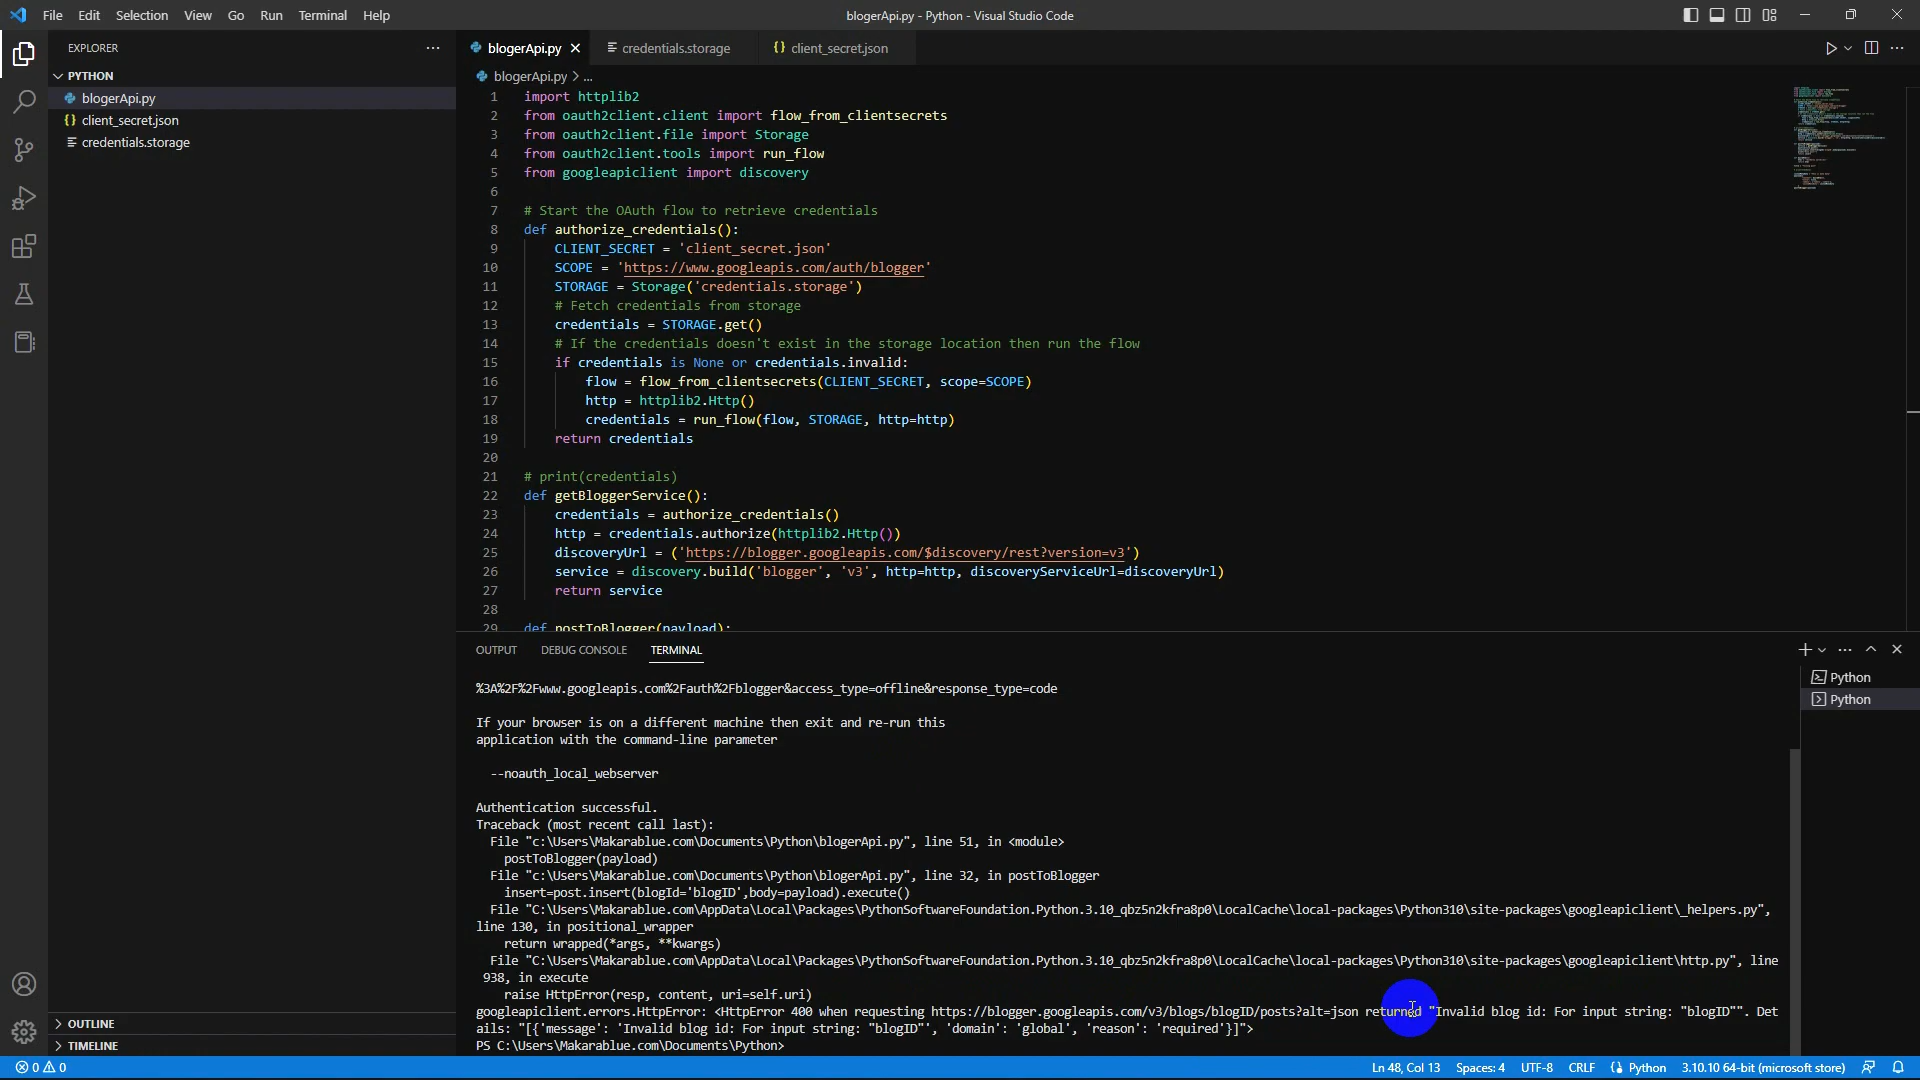 File Edit Selection View Go Run Terminal Help
blogerApi.py - Python - Visual Studio Code
EXPLORER
PYTHON
blogerApi.py
client_secret.json
credentials.storage
OUTLINE
TIMELINE
blogerApi.py credentials.storage client_secret.json
blogerApi.py > ...
1 import httplib2
2 from oauth2client.client import flow_from_clientsecrets
3 from oauth2client.file import Storage
4 from oauth2client.tools import run_flow
5 from googleapiclient import discovery
6
7 # Start the OAuth flow to retrieve credentials
8 def authorize_credentials():
9 CLIENT_SECRET = 'client_secret.json'
10 SCOPE = 'https://www.googleapis.com/auth/blogger'
11 STORAGE = Storage('credentials.storage')
12 # Fetch credentials from storage
13 credentials = STORAGE.get()
14 # If the credentials doesn't exist in the storage location then run the flow
15 if credentials is None or credentials.invalid:
16 flow = flow_from_clientsecrets(CLIENT_SECRET, scope=SCOPE)
17 http = httplib2.Http()
18 credentials = run_flow(flow, STORAGE, http=http)
19 return credentials
20
21 # print(credentials)
22 def getBloggerService():
23 credentials = authorize_credentials()
24 http = credentials.authorize(httplib2.Http())
25 discoveryUrl = ('https://blogger.googleapis.com/$discovery/rest?version=v3')
26 service = discovery.build('blogger', 'v3', http=http, discoveryServiceUrl=discoveryUrl)
27 return service
28
29 def postToBlogger(payload):
OUTPUT DEBUG CONSOLE TERMINAL
%3A%2F%2Fwww.googleapis.com%2Fauth%2Fblogger&access_type=offline&response_type=code
If your browser is on a different machine then exit and re-run this
application with the command-line parameter
--noauth_local_webserver
Authentication successful.
Traceback (most recent call last):
File "c:\Users\Makarablue.com\Documents\Python\blogerApi.py", line 51, in <module>
postToBlogger(payload)
File "c:\Users\Makarablue.com\Documents\Python\blogerApi.py", line 32, in postToBlogger
insert=post.insert(blogId='blogID',body=payload).execute()
File "C:\Users\Makarablue.com\AppData\Local\Packages\PythonSoftwareFoundation.Python.3.10_qbz5n2kfra8p0\LocalCache\local-packages\Python310\site-packages\googleapiclient\_helpers.py",
line 130, in positional_wrapper
return wrapped(*args, **kwargs)
File "C:\Users\Makarablue.com\AppData\Local\Packages\PythonSoftwareFoundation.Python.3.10_qbz5n2kfra8p0\LocalCache\local-packages\Python310\site-packages\googleapiclient\http.py", line
938, in execute
raise HttpError(resp, content, uri=self.uri)
googleapiclient.errors.HttpError: <HttpError 400 when requesting https://blogger.googleapis.com/v3/blogs/blogID/posts?alt=json returned "Invalid blog id: For input string: "blogID"". Det
ails: "[{'message': 'Invalid blog id: For input string: "blogID"', 'domain': 'global', 'reason': 'required'}]">
PS C:\Users\Makarablue.com\Documents\Python>
Python
Python
0 0 Ln 48, Col 13 Spaces: 4 UTF-8 CRLF Python 3.10.10 64-bit (microsoft store)